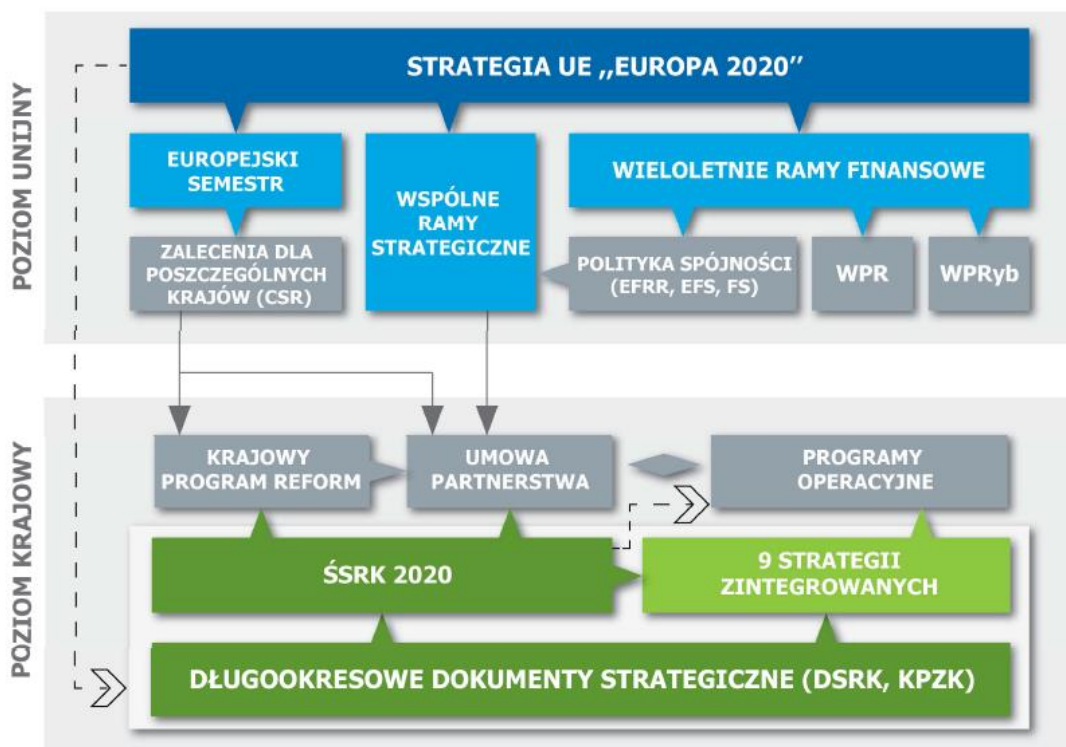 POZIOM UNIJNY
STRATEGIA UE „EUROPA 2020”
EUROPEJSKI
SEMESTR
WSPÓLNE
RAMY
STRATEGICZNE
WIELOLETNIE RAMY FINANSOWE
ZALECENIA DLA
POSZCZEGÓLNYCH
KRAJÓW (CSR)
POLITYKA SPÓJNOŚCI
(EFRR, EFS, FS)
WPR
WPRyb
POZIOM KRAJOWY
KRAJOWY
PROGRAM REFORM
UMOWA
PARTNERSTWA
PROGRAMY
OPERACYJNE
ŚSRK 2020
9 STRATEGII
ZINTEGROWANYCH
DŁUGOOKRESOWE DOKUMENTY STRATEGICZNE (DSRK, KPZK)